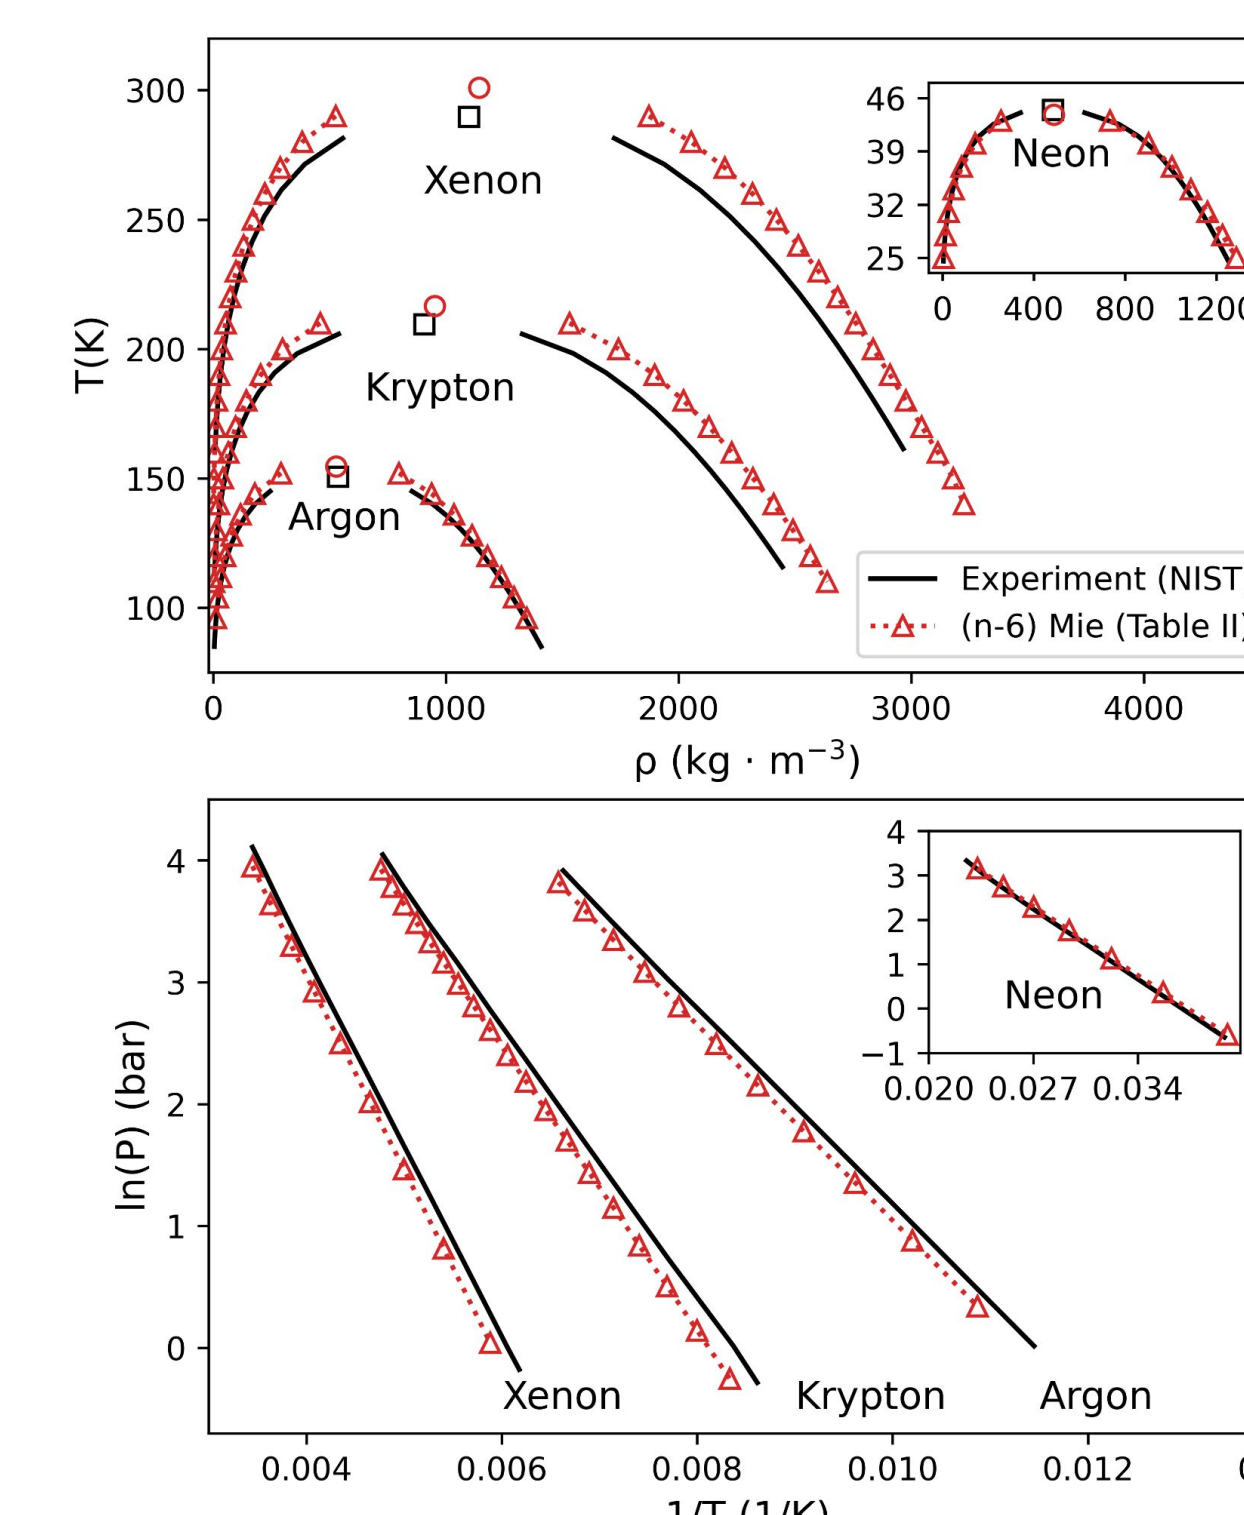 300
250
200
150
100
T(K)
Xenon
Krypton
Argon
46
39
32
25
Neon
0 400 800 1200
Experiment (NIST
(n-6) Mie (Table II)
0 1000 2000 3000 4000
ρ (kg · m⁻³)
4
3
2
1
0
ln(P) (bar)
4
3
2
1
0
−1
Neon
0.020 0.027 0.034
Xenon Krypton Argon
0.004 0.006 0.008 0.010 0.012
1/T (1/K)